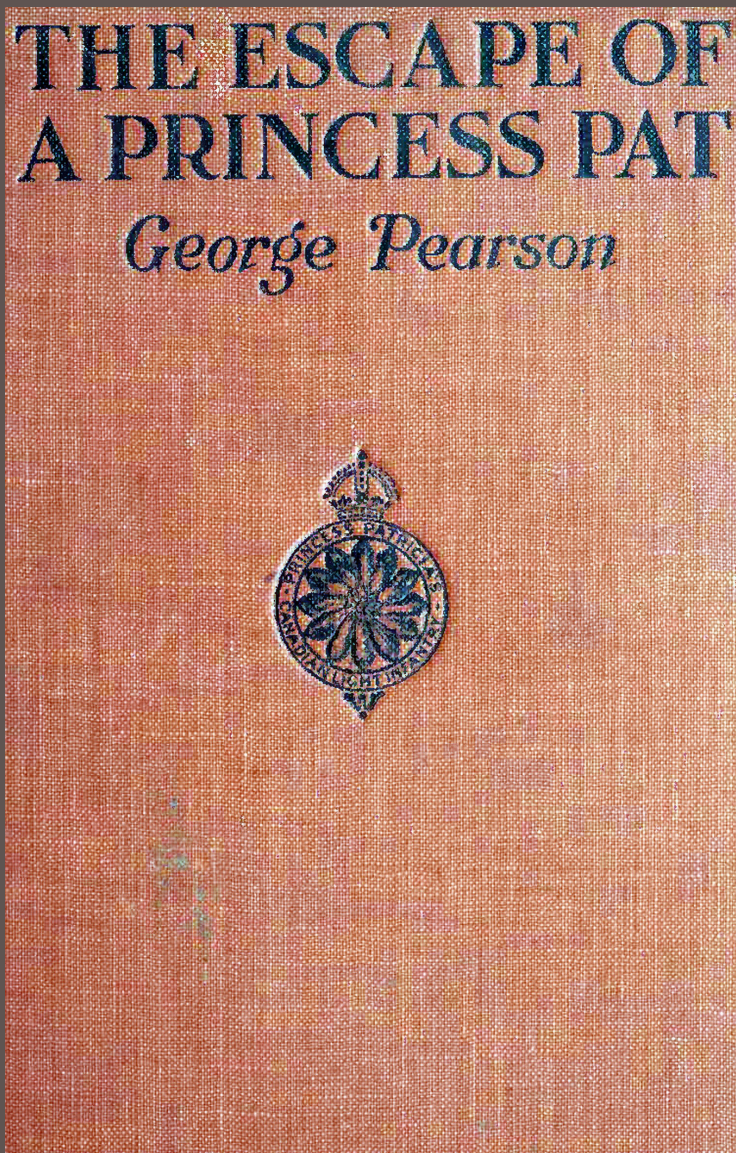 THE ESCAPE OF
A PRINCESS PAT
George Pearson
PRINCESS PATRICIA'S
CANADIAN LIGHT INFANTRY